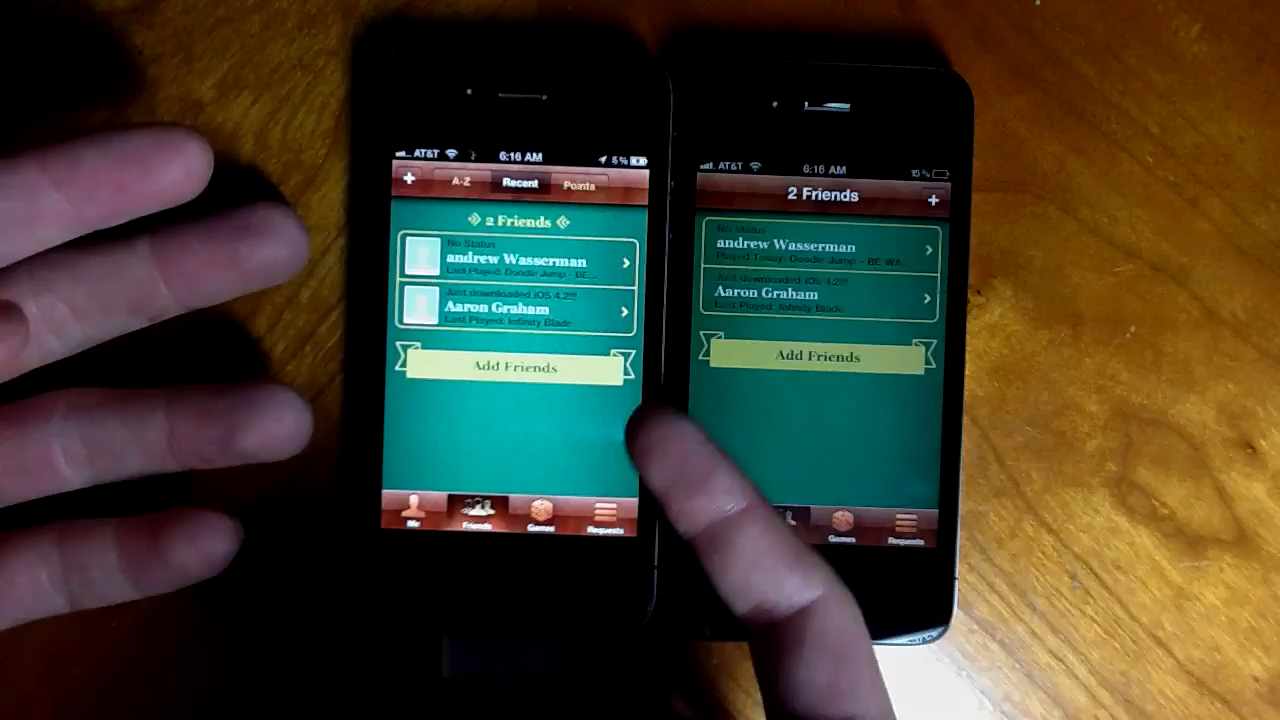 AT&T 6:16 AM 5%
A-Z Recent Points
2 Friends
No Status
andrew Wasserman
Last Played: Doodle Jump - BE...
Just downloaded iOS 4.2!!!
Aaron Graham
Last Played: Infinity Blade
Add Friends
Me Friends Games Requests
AT&T 6:16 AM 15%
2 Friends
No Status
andrew Wasserman
Played Today: Doodle Jump - BE WA...
Just downloaded iOS 4.2!!!
Aaron Graham
Last Played: Infinity Blade
Add Friends
Games Requests